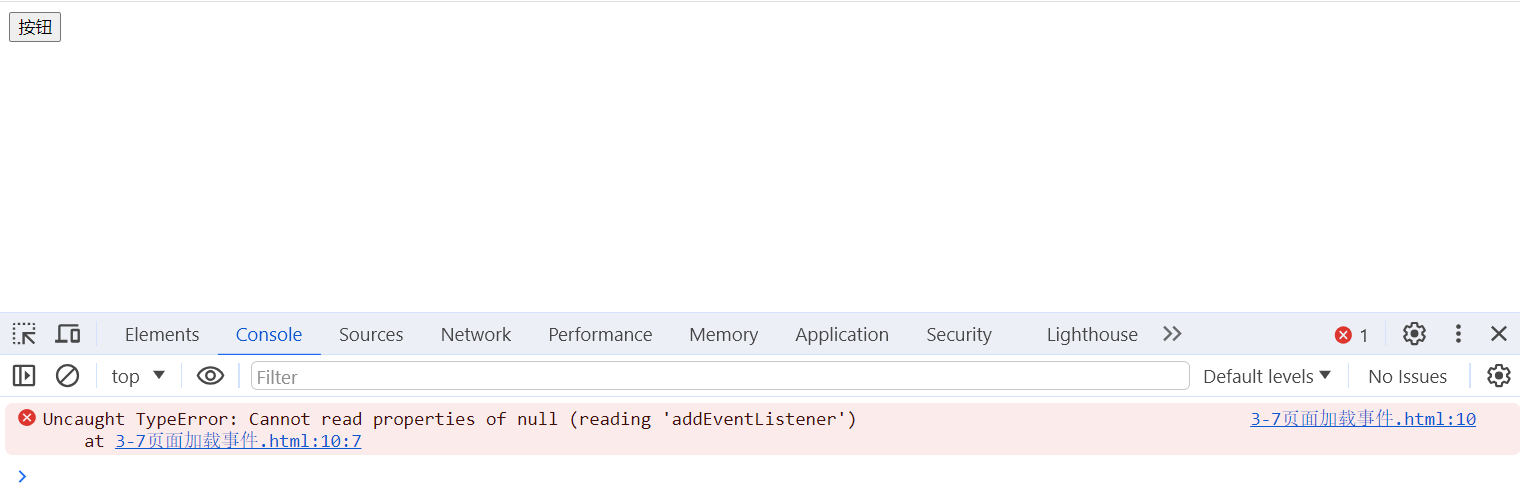 按钮
Elements Console Sources Network Performance Memory Application Security Lighthouse 1
top Filter Default levels No Issues
Uncaught TypeError: Cannot read properties of null (reading 'addEventListener') 3-7页面加载事件.html:10
at 3-7页面加载事件.html:10:7